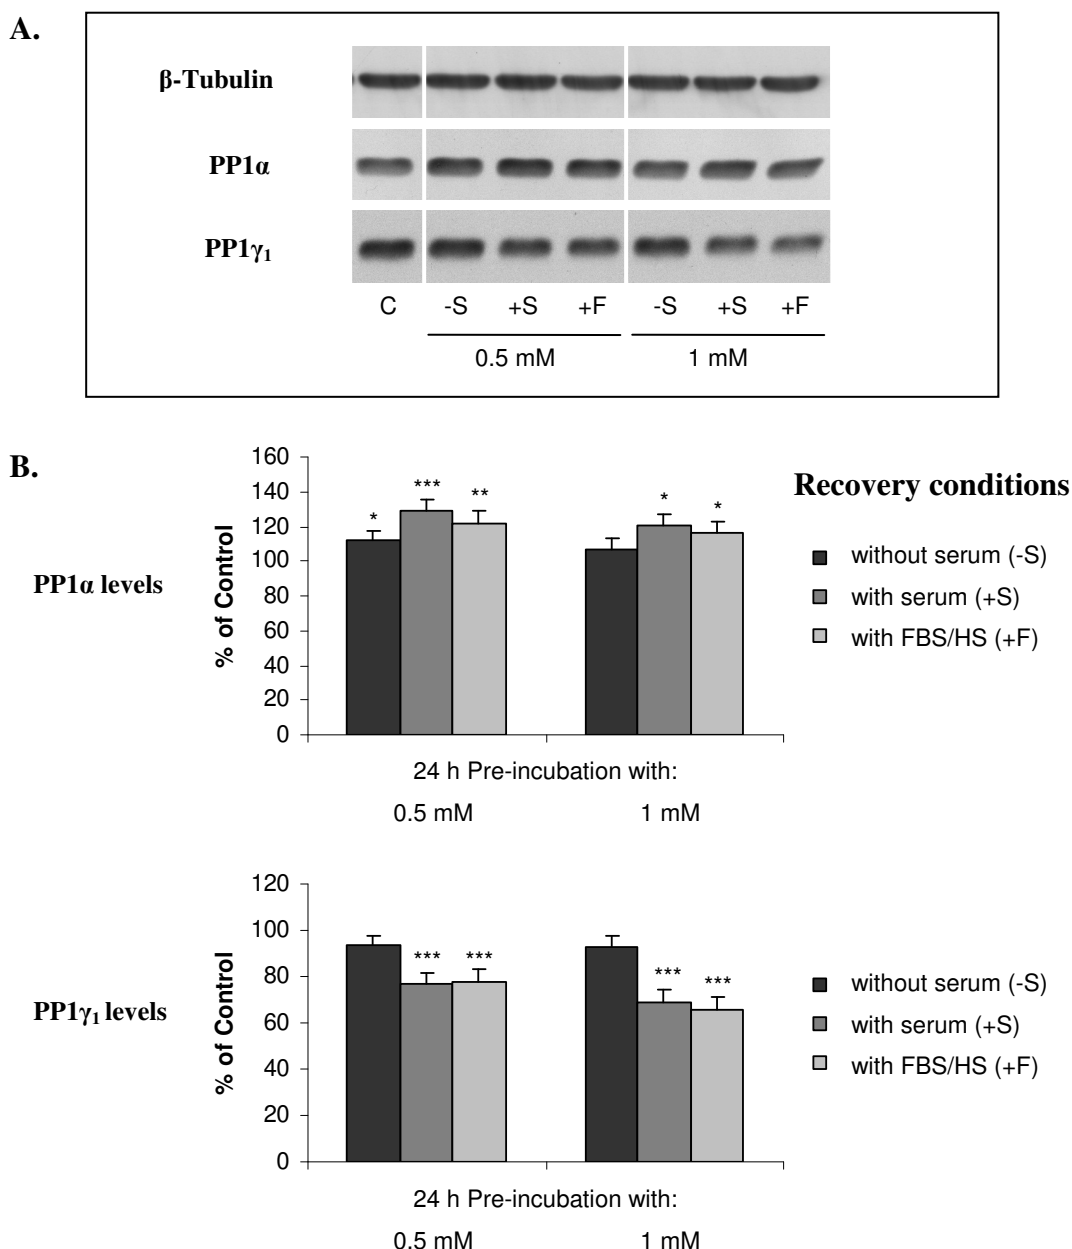 A.
β-Tubulin
PP1α
PP1γ₁
C -S +S +F -S +S +F
0.5 mM 1 mM
B.
PP1α levels
% of Control
160
140
120
100
80
60
40
20
0
* *** ** * *
24 h Pre-incubation with:
0.5 mM 1 mM
Recovery conditions
without serum (-S)
with serum (+S)
with FBS/HS (+F)
PP1γ₁ levels
% of Control
120
100
80
60
40
20
0
*** *** *** ***
24 h Pre-incubation with:
0.5 mM 1 mM
without serum (-S)
with serum (+S)
with FBS/HS (+F)